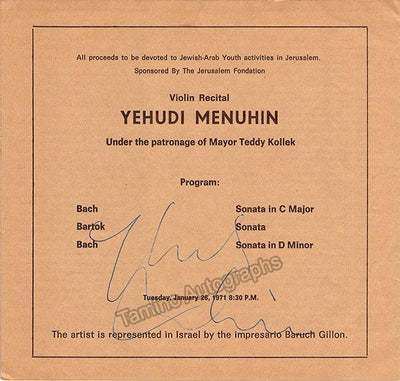 All proceeds to be devoted to Jewish-Arab Youth activities in Jerusalem.
Sponsored By The Jerusalem Fondation
Violin Recital
YEHUDI MENUHIN
Under the patronage of Mayor Teddy Kollek
Program:
Bach Sonata in C Major
Bartok Sonata
Bach Sonata in D Minor
Tamino Autographs
Tuesday, January 26, 1971 8:30 P.M.
The artist is represented in Israel by the impresario Baruch Gillon.